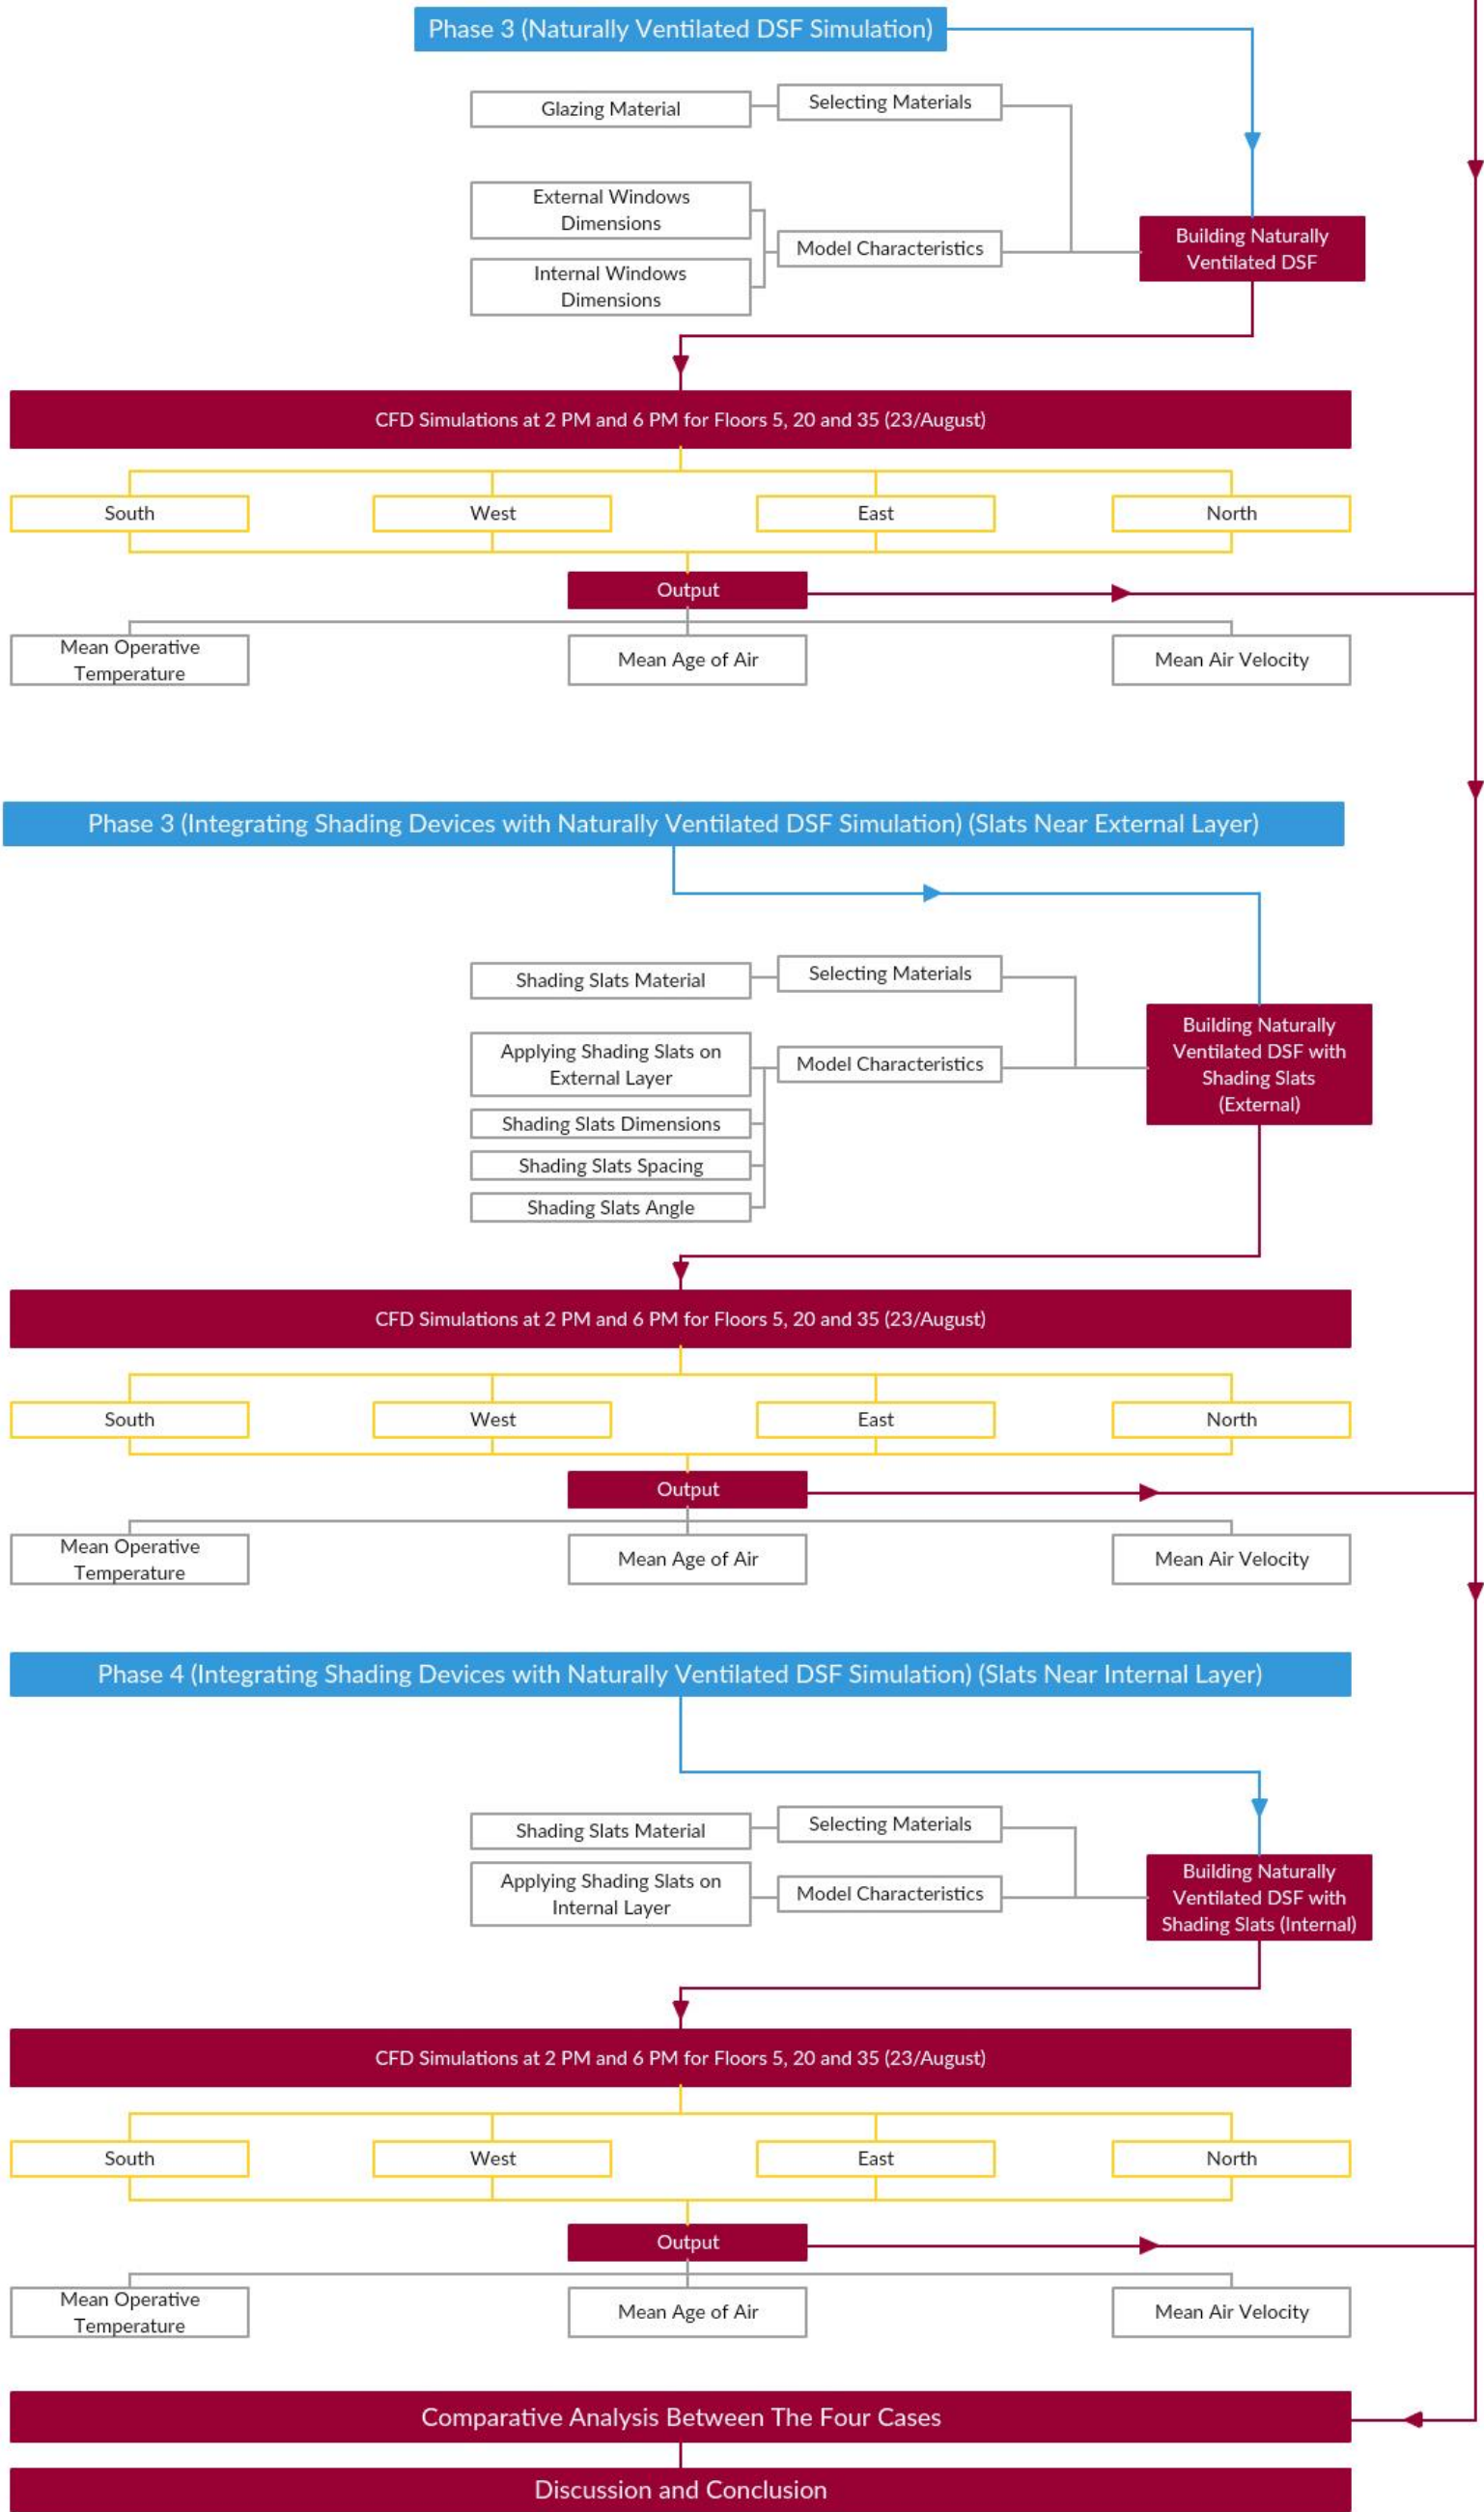 Phase 3 (Naturally Ventilated DSF Simulation)
Glazing Material
Selecting Materials
External Windows
Dimensions
Internal Windows
Dimensions
Model Characteristics
Building Naturally
Ventilated DSF
CFD Simulations at 2 PM and 6 PM for Floors 5, 20 and 35 (23/August)
South
West
East
North
Output
Mean Operative
Temperature
Mean Age of Air
Mean Air Velocity
Phase 3 (Integrating Shading Devices with Naturally Ventilated DSF Simulation) (Slats Near External Layer)
Shading Slats Material
Selecting Materials
Applying Shading Slats on
External Layer
Model Characteristics
Shading Slats Dimensions
Shading Slats Spacing
Shading Slats Angle
Building Naturally
Ventilated DSF with
Shading Slats
(External)
CFD Simulations at 2 PM and 6 PM for Floors 5, 20 and 35 (23/August)
South
West
East
North
Output
Mean Operative
Temperature
Mean Age of Air
Mean Air Velocity
Phase 4 (Integrating Shading Devices with Naturally Ventilated DSF Simulation) (Slats Near Internal Layer)
Shading Slats Material
Selecting Materials
Applying Shading Slats on
Internal Layer
Model Characteristics
Building Naturally
Ventilated DSF with
Shading Slats (Internal)
CFD Simulations at 2 PM and 6 PM for Floors 5, 20 and 35 (23/August)
South
West
East
North
Output
Mean Operative
Temperature
Mean Age of Air
Mean Air Velocity
Comparative Analysis Between The Four Cases
Discussion and Conclusion